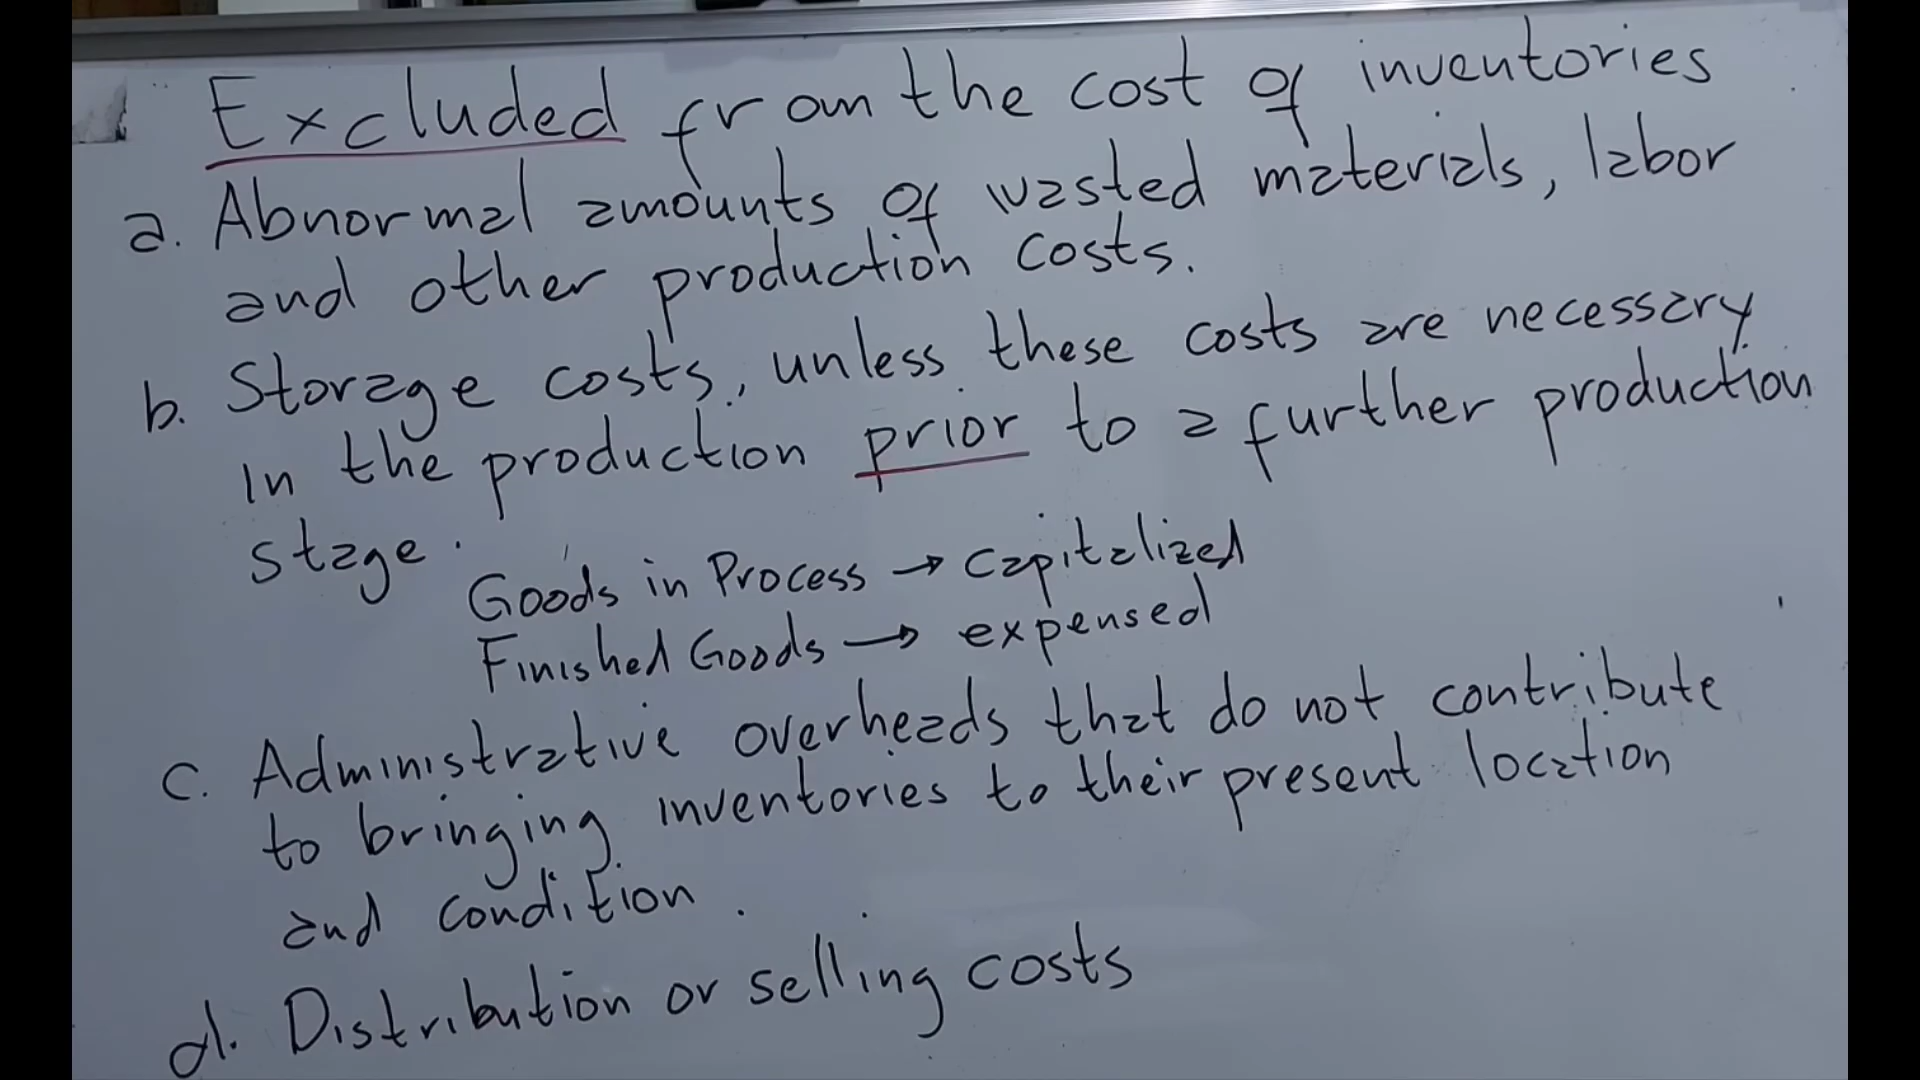 Excluded from the cost of inventories
a. Abnormal amounts of wasted materials, labor
and other production costs.
b. Storage costs, unless these costs are necessary
in the production prior to a further production
stage.
Goods in Process → capitalized
Finished Goods → expensed
c. Administrative overheads that do not contribute
to bringing inventories to their present location
and condition.
d. Distribution or selling costs